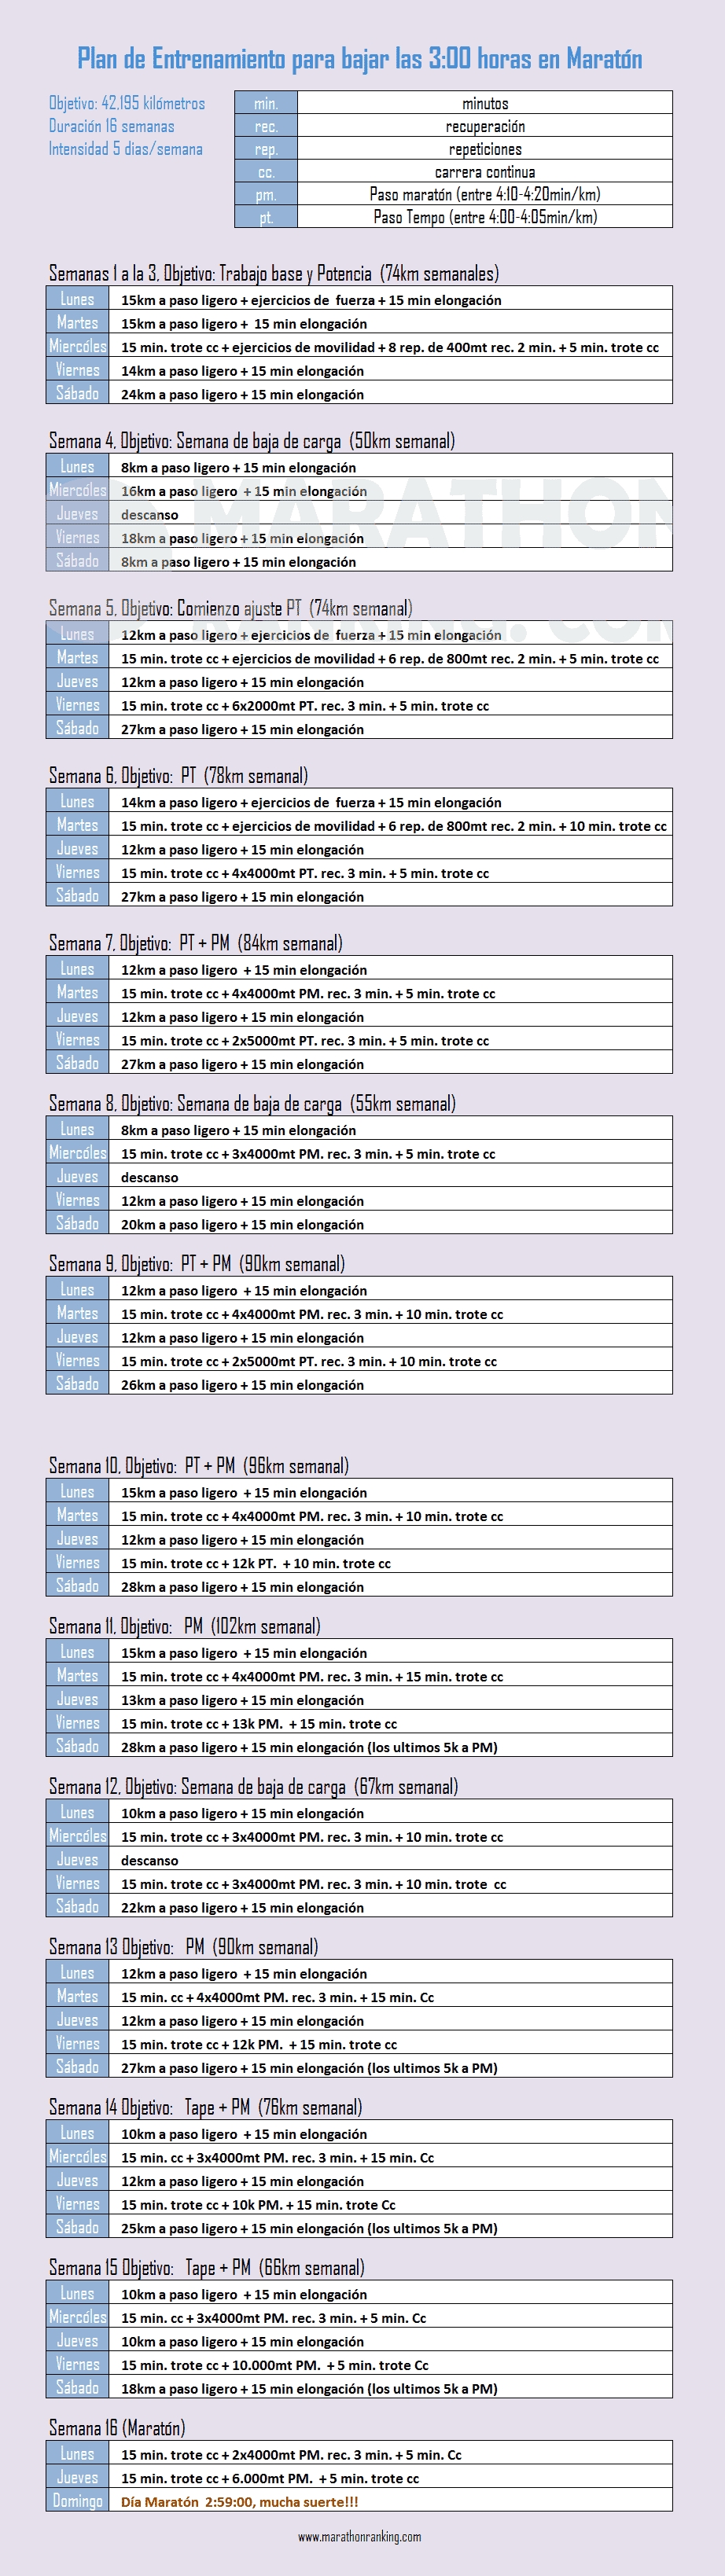 Plan de Entrenamiento para bajar las 3:00 horas en Maratón
Objetivo: 42,195 kilómetros
Duración 16 semanas
Intensidad 5 dias/semana
min. minutos
rec. recuperación
rep. repeticiones
cc. carrera continua
pm. Paso maratón (entre 4:10-4:20min/km)
pt. Paso Tempo (entre 4:00-4:05min/km)
Semanas 1 a la 3, Objetivo: Trabajo base y Potencia (74km semanales)
Lunes 15km a paso ligero + ejercicios de fuerza + 15 min elongación
Martes 15km a paso ligero + 15 min elongación
Miercóles 15 min. trote cc + ejercicios de movilidad + 8 rep. de 400mt rec. 2 min. + 5 min. trote cc
Viernes 14km a paso ligero + 15 min elongación
Sábado 24km a paso ligero + 15 min elongación
Semana 4, Objetivo: Semana de baja de carga (50km semanal)
Lunes 8km a paso ligero + 15 min elongación
Miercóles 16km a paso ligero + 15 min elongación
Jueves descanso
Viernes 18km a paso ligero + 15 min elongación
Sábado 8km a paso ligero + 15 min elongación
MARATHON
RANKING.COM
Semana 5, Objetivo: Comienzo ajuste PT (74km semanal)
Lunes 12km a paso ligero + ejercicios de fuerza + 15 min elongación
Martes 15 min. trote cc + ejercicios de movilidad + 6 rep. de 800mt rec. 2 min. + 5 min. trote cc
Jueves 12km a paso ligero + 15 min elongación
Viernes 15 min. trote cc + 6x2000mt PT. rec. 3 min. + 5 min. trote cc
Sábado 27km a paso ligero + 15 min elongación
Semana 6, Objetivo: PT (78km semanal)
Lunes 14km a paso ligero + ejercicios de fuerza + 15 min elongación
Martes 15 min. trote cc + ejercicios de movilidad + 6 rep. de 800mt rec. 2 min. + 10 min. trote cc
Jueves 12km a paso ligero + 15 min elongación
Viernes 15 min. trote cc + 4x4000mt PT. rec. 3 min. + 5 min. trote cc
Sábado 27km a paso ligero + 15 min elongación
Semana 7, Objetivo: PT + PM (84km semanal)
Lunes 12km a paso ligero + 15 min elongación
Martes 15 min. trote cc + 4x4000mt PM. rec. 3 min. + 5 min. trote cc
Jueves 12km a paso ligero + 15 min elongación
Viernes 15 min. trote cc + 2x5000mt PT. rec. 3 min. + 5 min. trote cc
Sábado 27km a paso ligero + 15 min elongación
Semana 8, Objetivo: Semana de baja de carga (55km semanal)
Lunes 8km a paso ligero + 15 min elongación
Miercóles 15 min. trote cc + 3x4000mt PM. rec. 3 min. + 5 min. trote cc
Jueves descanso
Viernes 12km a paso ligero + 15 min elongación
Sábado 20km a paso ligero + 15 min elongación
Semana 9, Objetivo: PT + PM (90km semanal)
Lunes 12km a paso ligero + 15 min elongación
Martes 15 min. trote cc + 4x4000mt PM. rec. 3 min. + 10 min. trote cc
Jueves 12km a paso ligero + 15 min elongación
Viernes 15 min. trote cc + 2x5000mt PT. rec. 3 min. + 10 min. trote cc
Sábado 26km a paso ligero + 15 min elongación
Semana 10, Objetivo: PT + PM (96km semanal)
Lunes 15km a paso ligero + 15 min elongación
Martes 15 min. trote cc + 4x4000mt PM. rec. 3 min. + 10 min. trote cc
Jueves 12km a paso ligero + 15 min elongación
Viernes 15 min. trote cc + 12k PT. + 10 min. trote cc
Sábado 28km a paso ligero + 15 min elongación
Semana 11, Objetivo: PM (102km semanal)
Lunes 15km a paso ligero + 15 min elongación
Martes 15 min. trote cc + 4x4000mt PM. rec. 3 min. + 15 min. trote cc
Jueves 13km a paso ligero + 15 min elongación
Viernes 15 min. trote cc + 13k PM. + 15 min. trote cc
Sábado 28km a paso ligero + 15 min elongación (los ultimos 5k a PM)
Semana 12, Objetivo: Semana de baja de carga (67km semanal)
Lunes 10km a paso ligero + 15 min elongación
Miercóles 15 min. trote cc + 3x4000mt PM. rec. 3 min. + 10 min. trote cc
Jueves descanso
Viernes 15 min. trote cc + 3x4000mt PM. rec. 3 min. + 10 min. trote cc
Sábado 22km a paso ligero + 15 min elongación
Semana 13 Objetivo: PM (90km semanal)
Lunes 12km a paso ligero + 15 min elongación
Martes 15 min. cc + 4x4000mt PM. rec. 3 min. + 15 min. Cc
Jueves 12km a paso ligero + 15 min elongación
Viernes 15 min. trote cc + 12k PM. + 15 min. trote cc
Sábado 27km a paso ligero + 15 min elongación (los ultimos 5k a PM)
Semana 14 Objetivo: Tape + PM (76km semanal)
Lunes 10km a paso ligero + 15 min elongación
Miercóles 15 min. cc + 3x4000mt PM. rec. 3 min. + 15 min. Cc
Jueves 12km a paso ligero + 15 min elongación
Viernes 15 min. trote cc + 10k PM. + 15 min. trote Cc
Sábado 25km a paso ligero + 15 min elongación (los ultimos 5k a PM)
Semana 15 Objetivo: Tape + PM (66km semanal)
Lunes 10km a paso ligero + 15 min elongación
Miercóles 15 min. cc + 3x4000mt PM. rec. 3 min. + 5 min. Cc
Jueves 10km a paso ligero + 15 min elongación
Viernes 15 min. trote cc + 10.000mt PM. + 5 min. trote Cc
Sábado 18km a paso ligero + 15 min elongación (los ultimos 5k a PM)
Semana 16 (Maratón)
Lunes 15 min. trote cc + 2x4000mt PM. rec. 3 min. + 5 min. Cc
Jueves 15 min. trote cc + 6.000mt PM. + 5 min. trote cc
Domingo Día Maratón 2:59:00, mucha suerte!!!
www.marathonranking.com